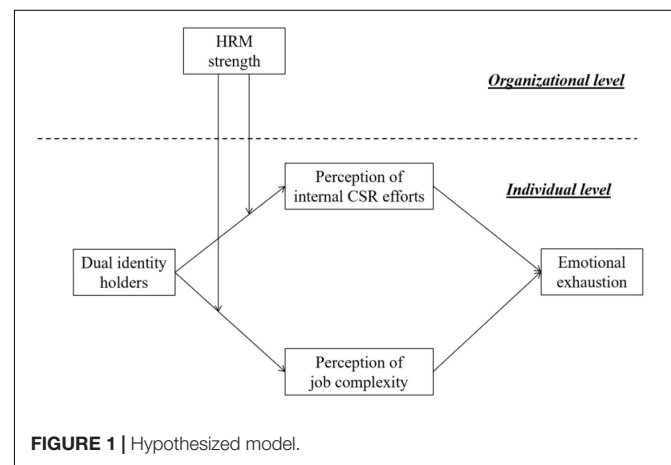 HRM
strength
Organizational level
Perception of
internal CSR efforts
Individual level
Dual identity
holders
Emotional
exhaustion
Perception of
job complexity
FIGURE 1 | Hypothesized model.